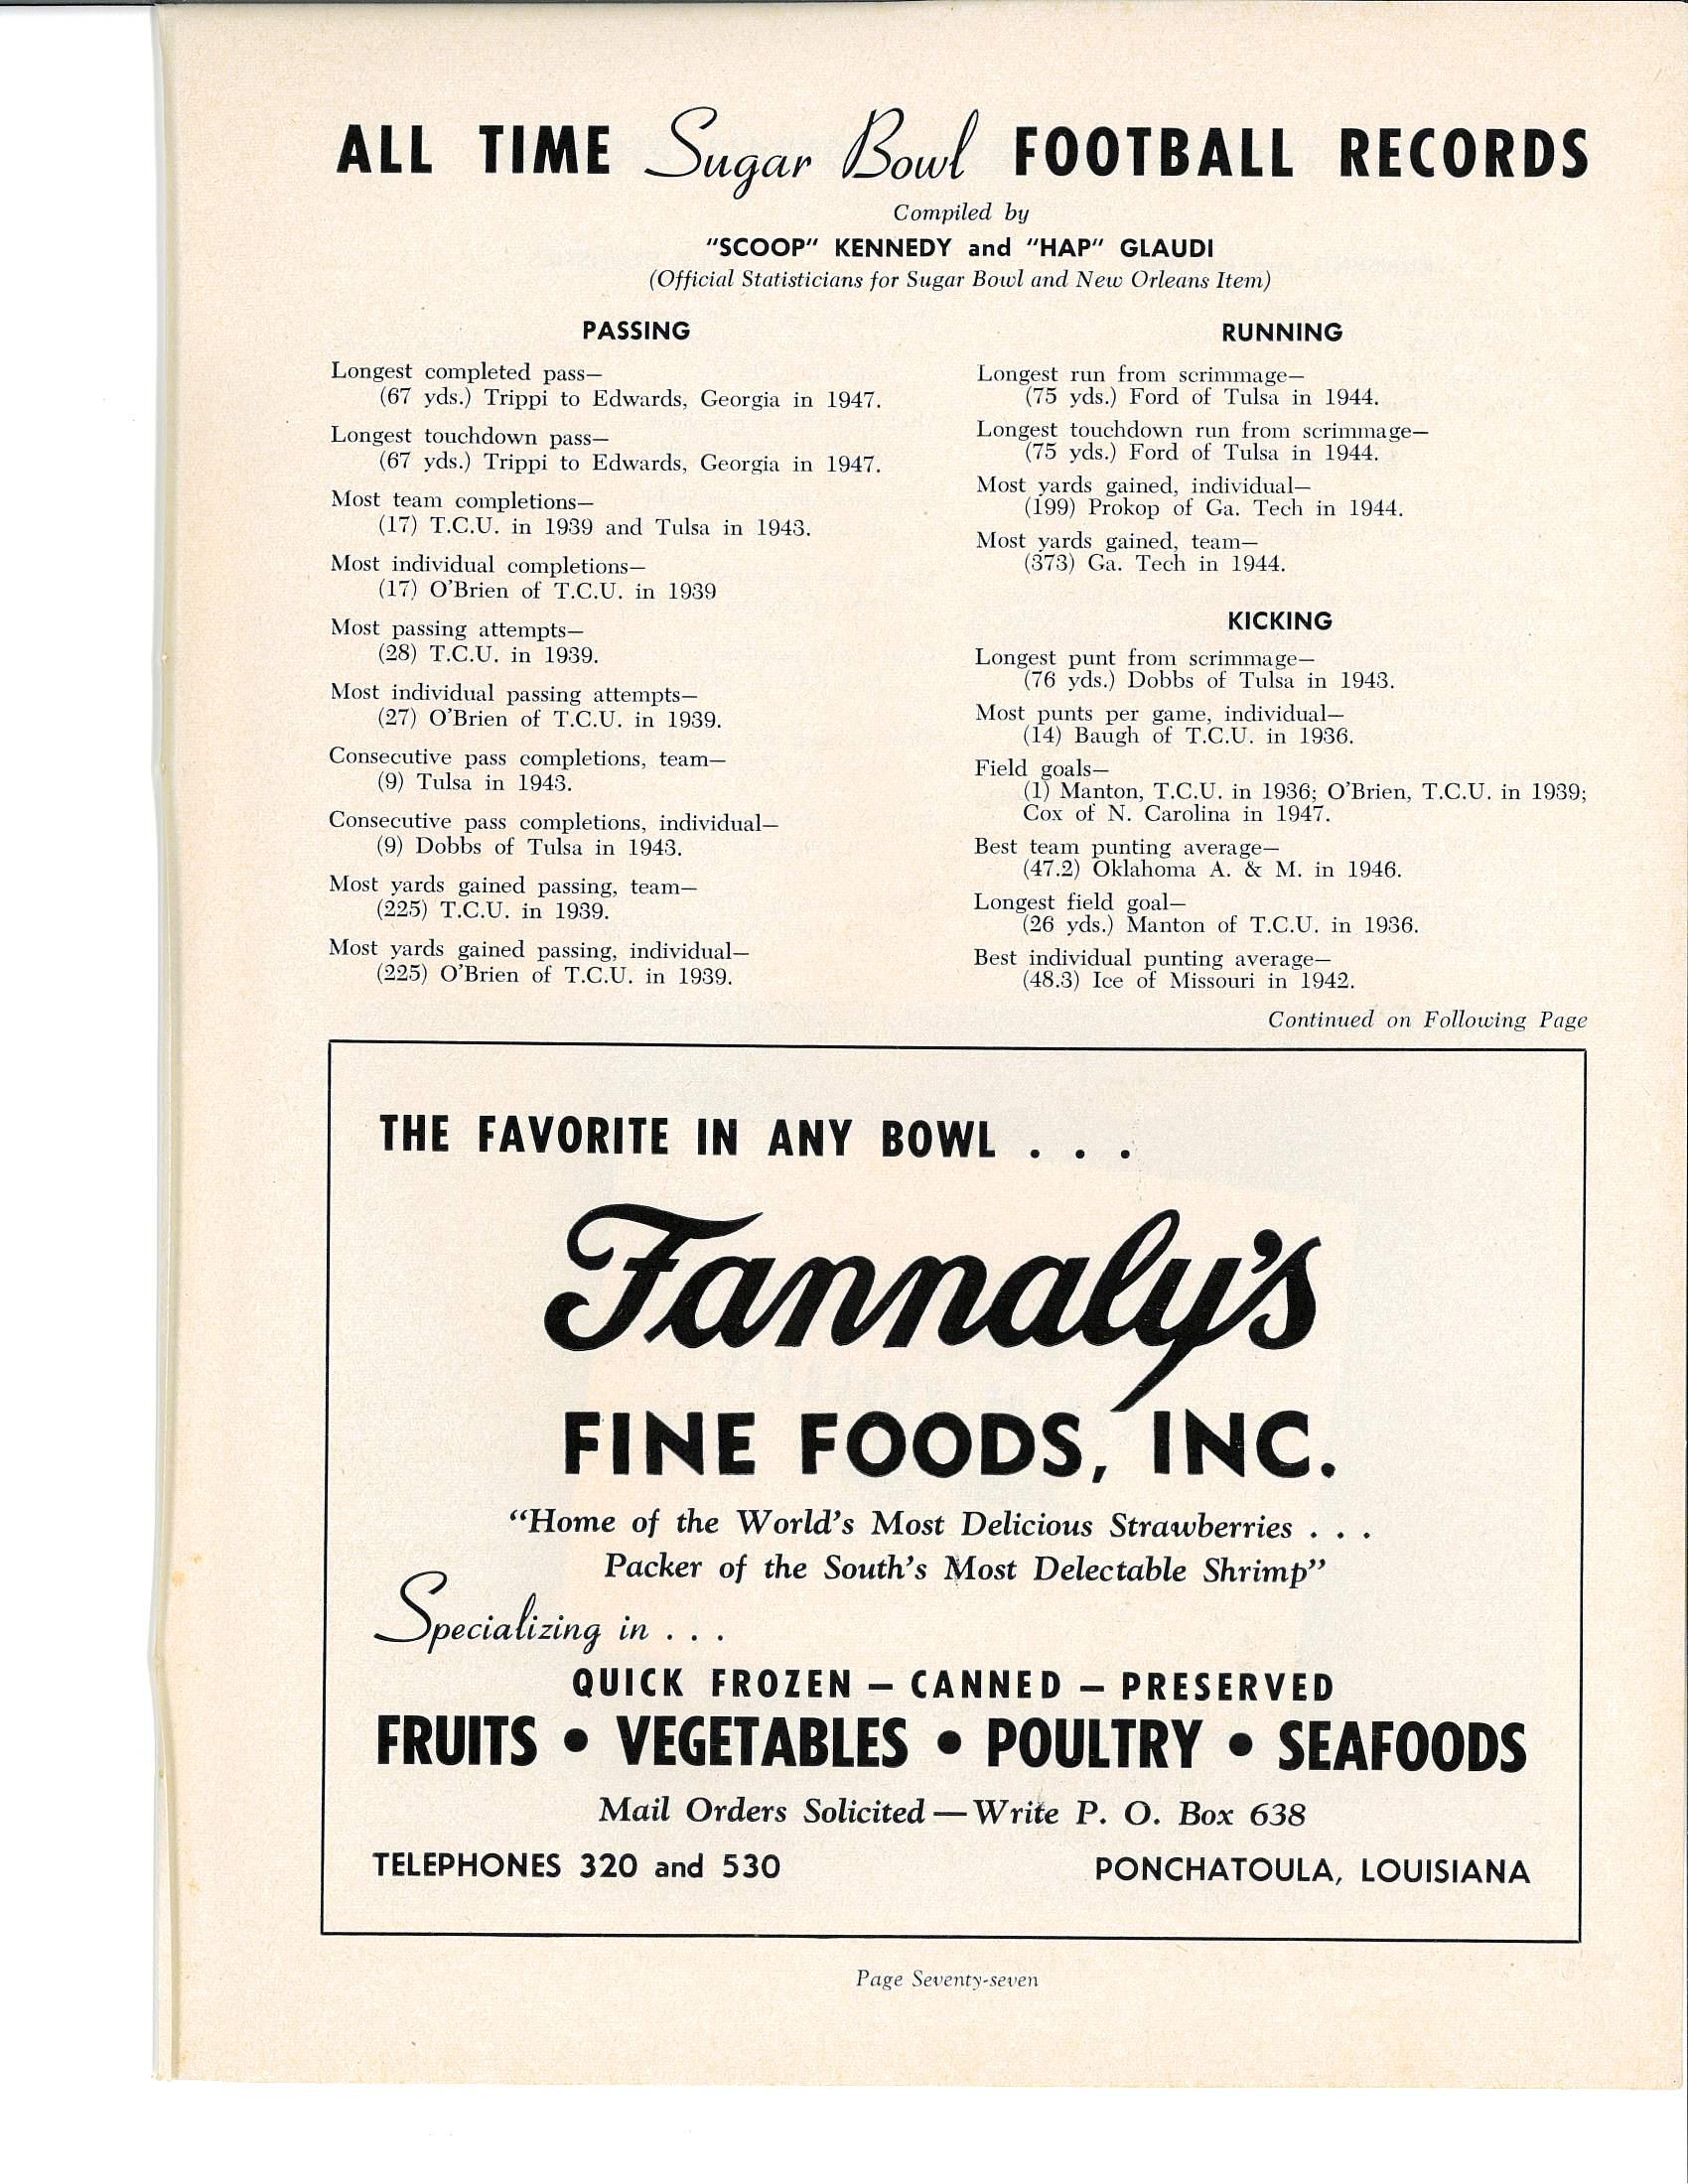 ALL TIME Sugar Bowl FOOTBALL RECORDS
Compiled by
"SCOOP" KENNEDY and "HAP" GLAUDI
(Official Statisticians for Sugar Bowl and New Orleans Item)
PASSING
Longest completed pass—
(67 yds.) Trippi to Edwards, Georgia in 1947.
Longest touchdown pass—
(67 yds.) Trippi to Edwards, Georgia in 1947.
Most team completions—
(17) T.C.U. in 1939 and Tulsa in 1943.
Most individual completions—
(17) O'Brien of T.C.U. in 1939
Most passing attempts—
(28) T.C.U. in 1939.
Most individual passing attempts—
(27) O'Brien of T.C.U. in 1939.
Consecutive pass completions, team—
(9) Tulsa in 1943.
Consecutive pass completions, individual—
(9) Dobbs of Tulsa in 1943.
Most yards gained passing, team—
(225) T.C.U. in 1939.
Most yards gained passing, individual—
(225) O'Brien of T.C.U. in 1939.
RUNNING
Longest run from scrimmage—
(75 yds.) Ford of Tulsa in 1944.
Longest touchdown run from scrimmage—
(75 yds.) Ford of Tulsa in 1944.
Most yards gained, individual—
(199) Prokop of Ga. Tech in 1944.
Most yards gained, team—
(373) Ga. Tech in 1944.
KICKING
Longest punt from scrimmage—
(76 yds.) Dobbs of Tulsa in 1943.
Most punts per game, individual—
(14) Baugh of T.C.U. in 1936.
Field goals—
(1) Manton, T.C.U. in 1936; O'Brien, T.C.U. in 1939;
Cox of N. Carolina in 1947.
Best team punting average—
(47.2) Oklahoma A. & M. in 1946.
Longest field goal—
(26 yds.) Manton of T.C.U. in 1936.
Best individual punting average—
(48.3) Ice of Missouri in 1942.
Continued on Following Page
THE FAVORITE IN ANY BOWL . . .
Fannaly's
FINE FOODS, INC.
"Home of the World's Most Delicious Strawberries . . .
Packer of the South's Most Delectable Shrimp"
Specializing in . . .
QUICK FROZEN — CANNED — PRESERVED
FRUITS • VEGETABLES • POULTRY • SEAFOODS
Mail Orders Solicited — Write P. O. Box 638
TELEPHONES 320 and 530 PONCHATOULA, LOUISIANA
Page Seventy-seven